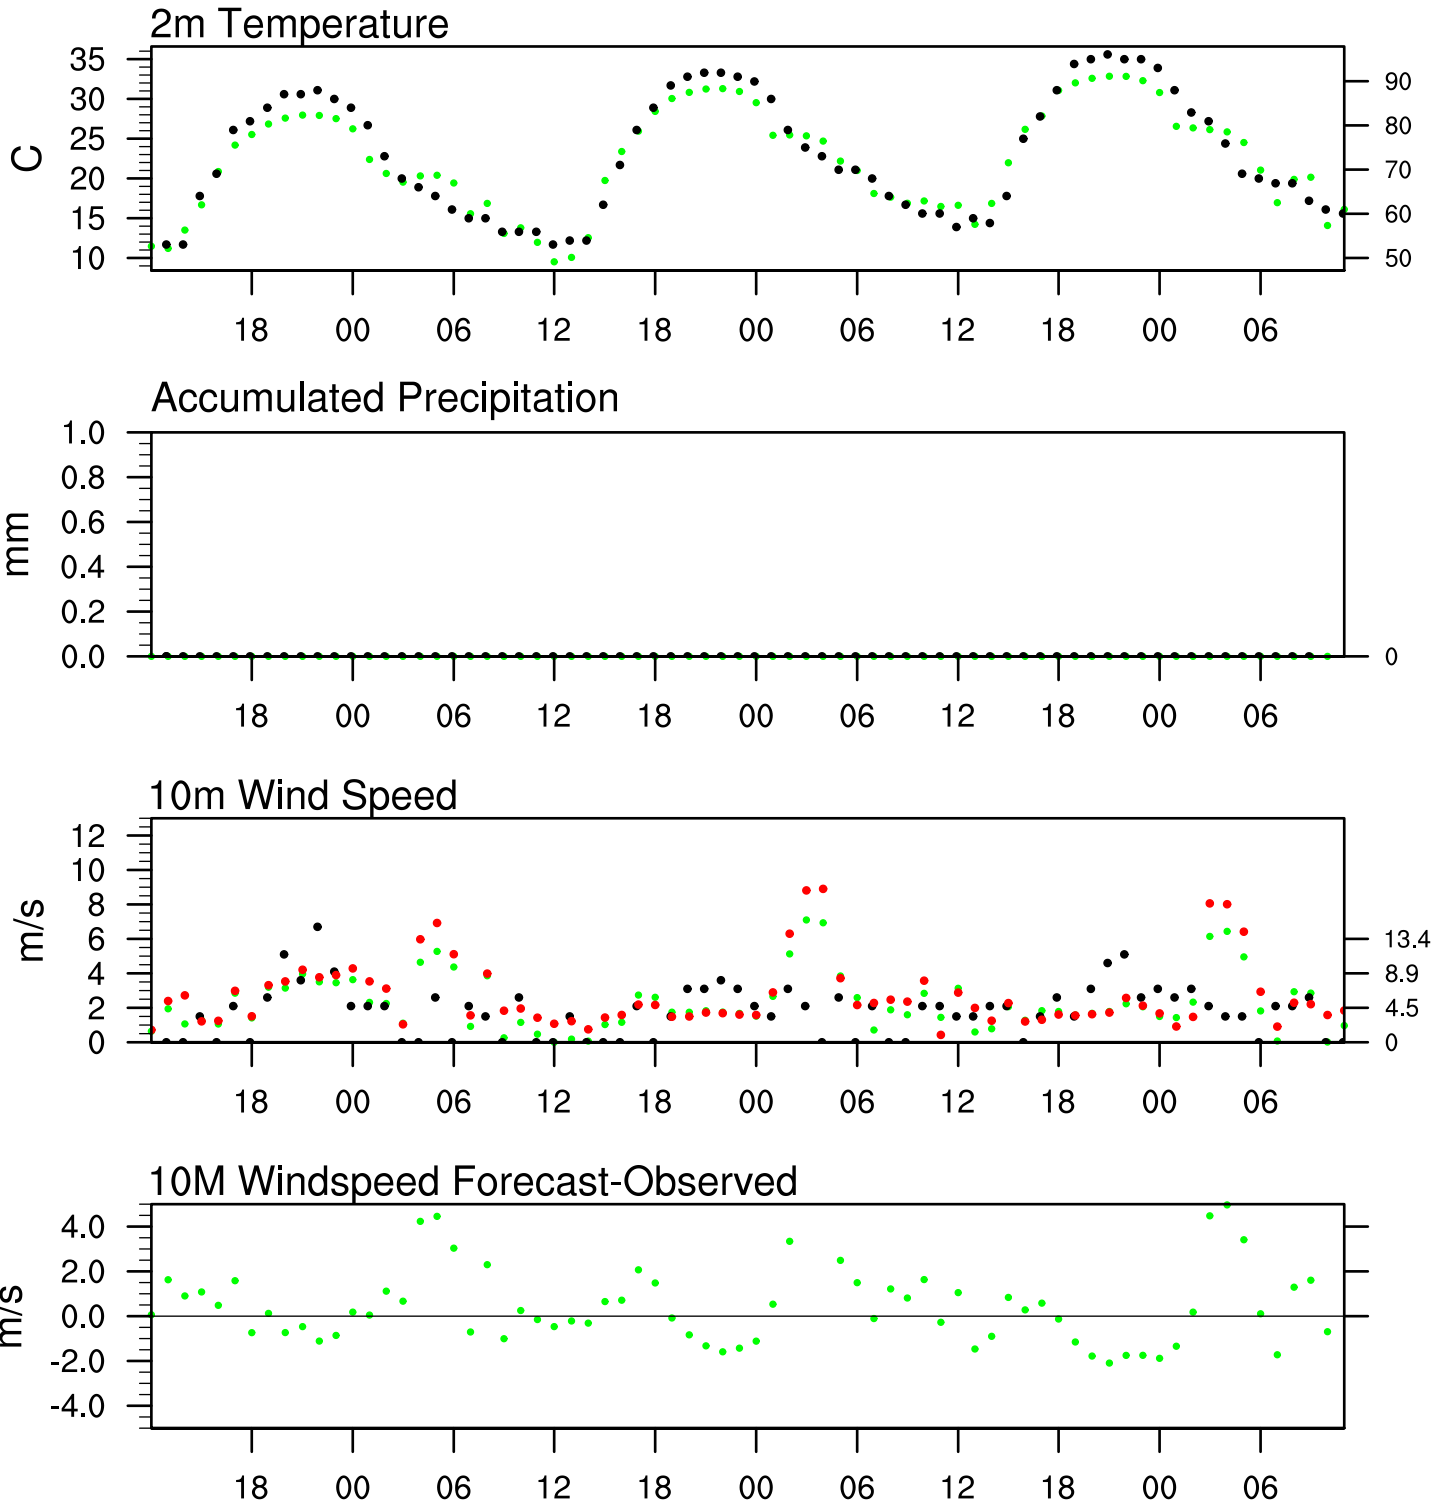 2m Temperature
35
30
25
20
15
10
C
90
80
70
60
50
18 00 06 12 18 00 06 12 18 00 06
Accumulated Precipitation
1.0
0.8
0.6
0.4
0.2
0.0
mm
0
18 00 06 12 18 00 06 12 18 00 06
10m Wind Speed
12
10
8
6
4
2
0
m/s
13.4
8.9
4.5
0
18 00 06 12 18 00 06 12 18 00 06
10M Windspeed Forecast-Observed
4.0
2.0
0.0
-2.0
-4.0
m/s
18 00 06 12 18 00 06 12 18 00 06